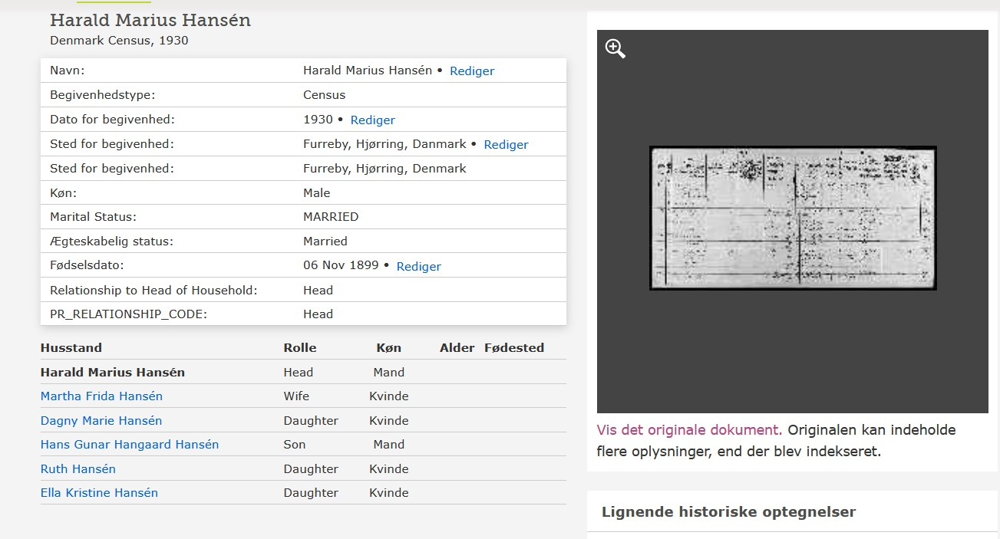 Harald Marius Hansén
Denmark Census, 1930
Navn: Harald Marius Hansén • Rediger
Begivenhedstype: Census
Dato for begivenhed: 1930 • Rediger
Sted for begivenhed: Furreby, Hjørring, Danmark • Rediger
Sted for begivenhed: Furreby, Hjørring, Denmark
Køn: Male
Marital Status: MARRIED
Ægteskabelig status: Married
Fødselsdato: 06 Nov 1899 • Rediger
Relationship to Head of Household: Head
PR_RELATIONSHIP_CODE: Head
Husstand Rolle Køn Alder Fødested
Harald Marius Hansén Head Mand
Martha Frida Hansén Wife Kvinde
Dagny Marie Hansén Daughter Kvinde
Hans Gunar Hangaard Hansén Son Mand
Ruth Hansén Daughter Kvinde
Ella Kristine Hansén Daughter Kvinde
Vis det originale dokument. Originalen kan indeholde
flere oplysninger, end der blev indekseret.
Lignende historiske optegnelser